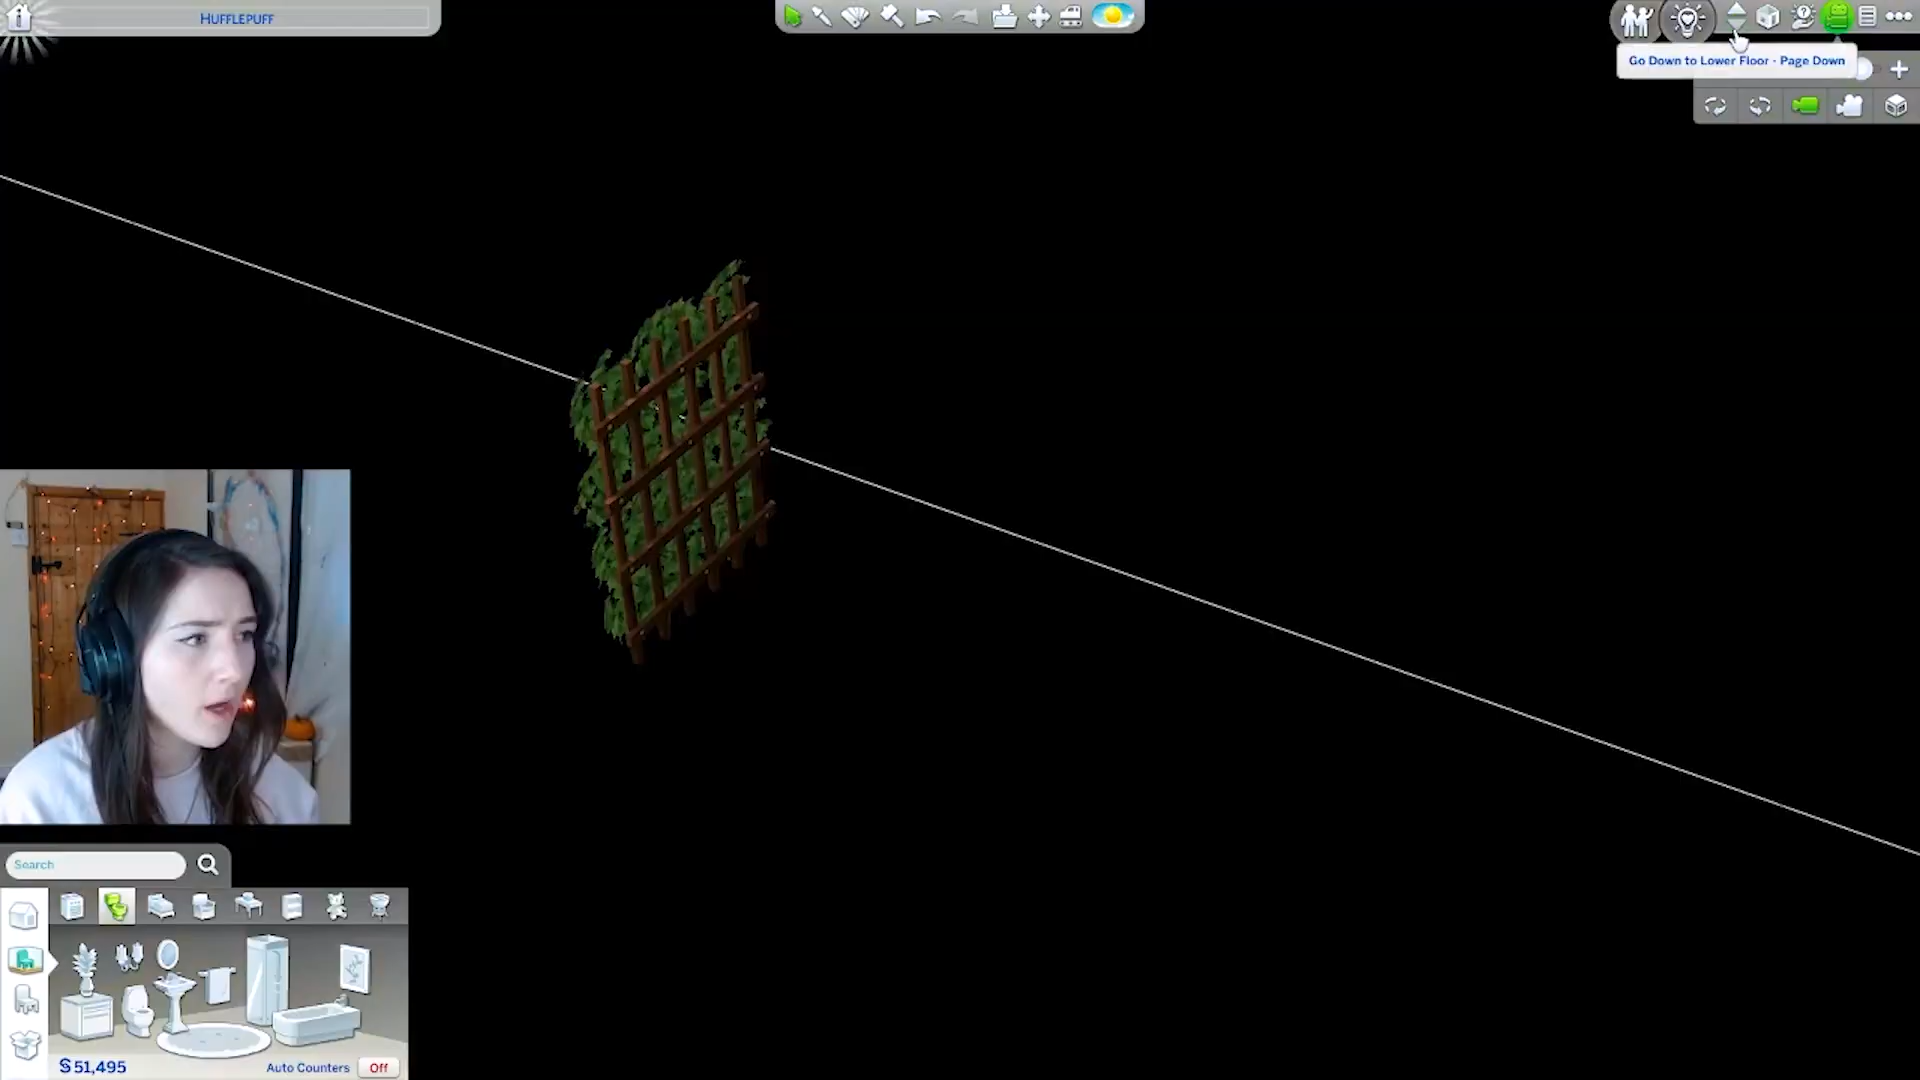 HUFFLEPUFF
Go Down to Lower Floor - Page Down
Search
§51,495
Auto Counters
Off